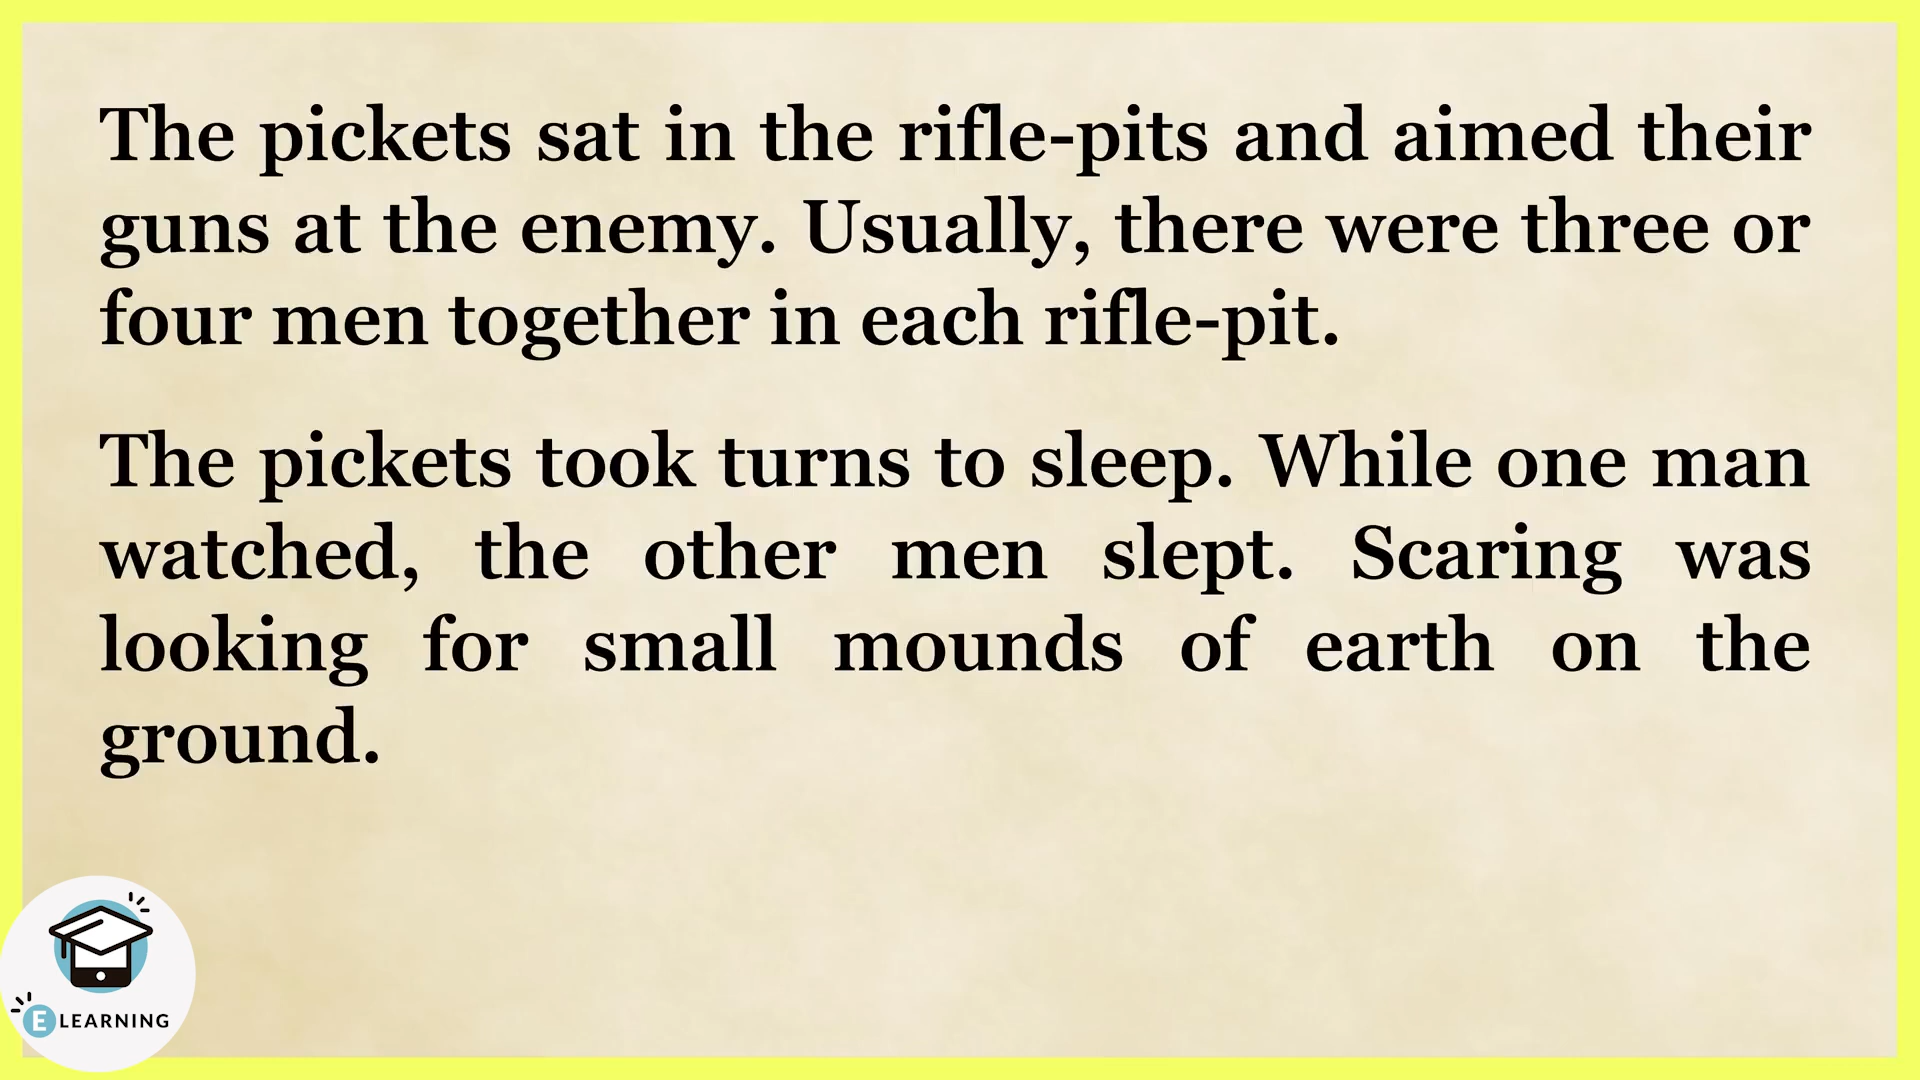 The pickets sat in the rifle-pits and aimed their
guns at the enemy. Usually, there were three or
four men together in each rifle-pit.
The pickets took turns to sleep. While one man
watched, the other men slept. Scaring was
looking for small mounds of earth on the
ground.
E LEARNING